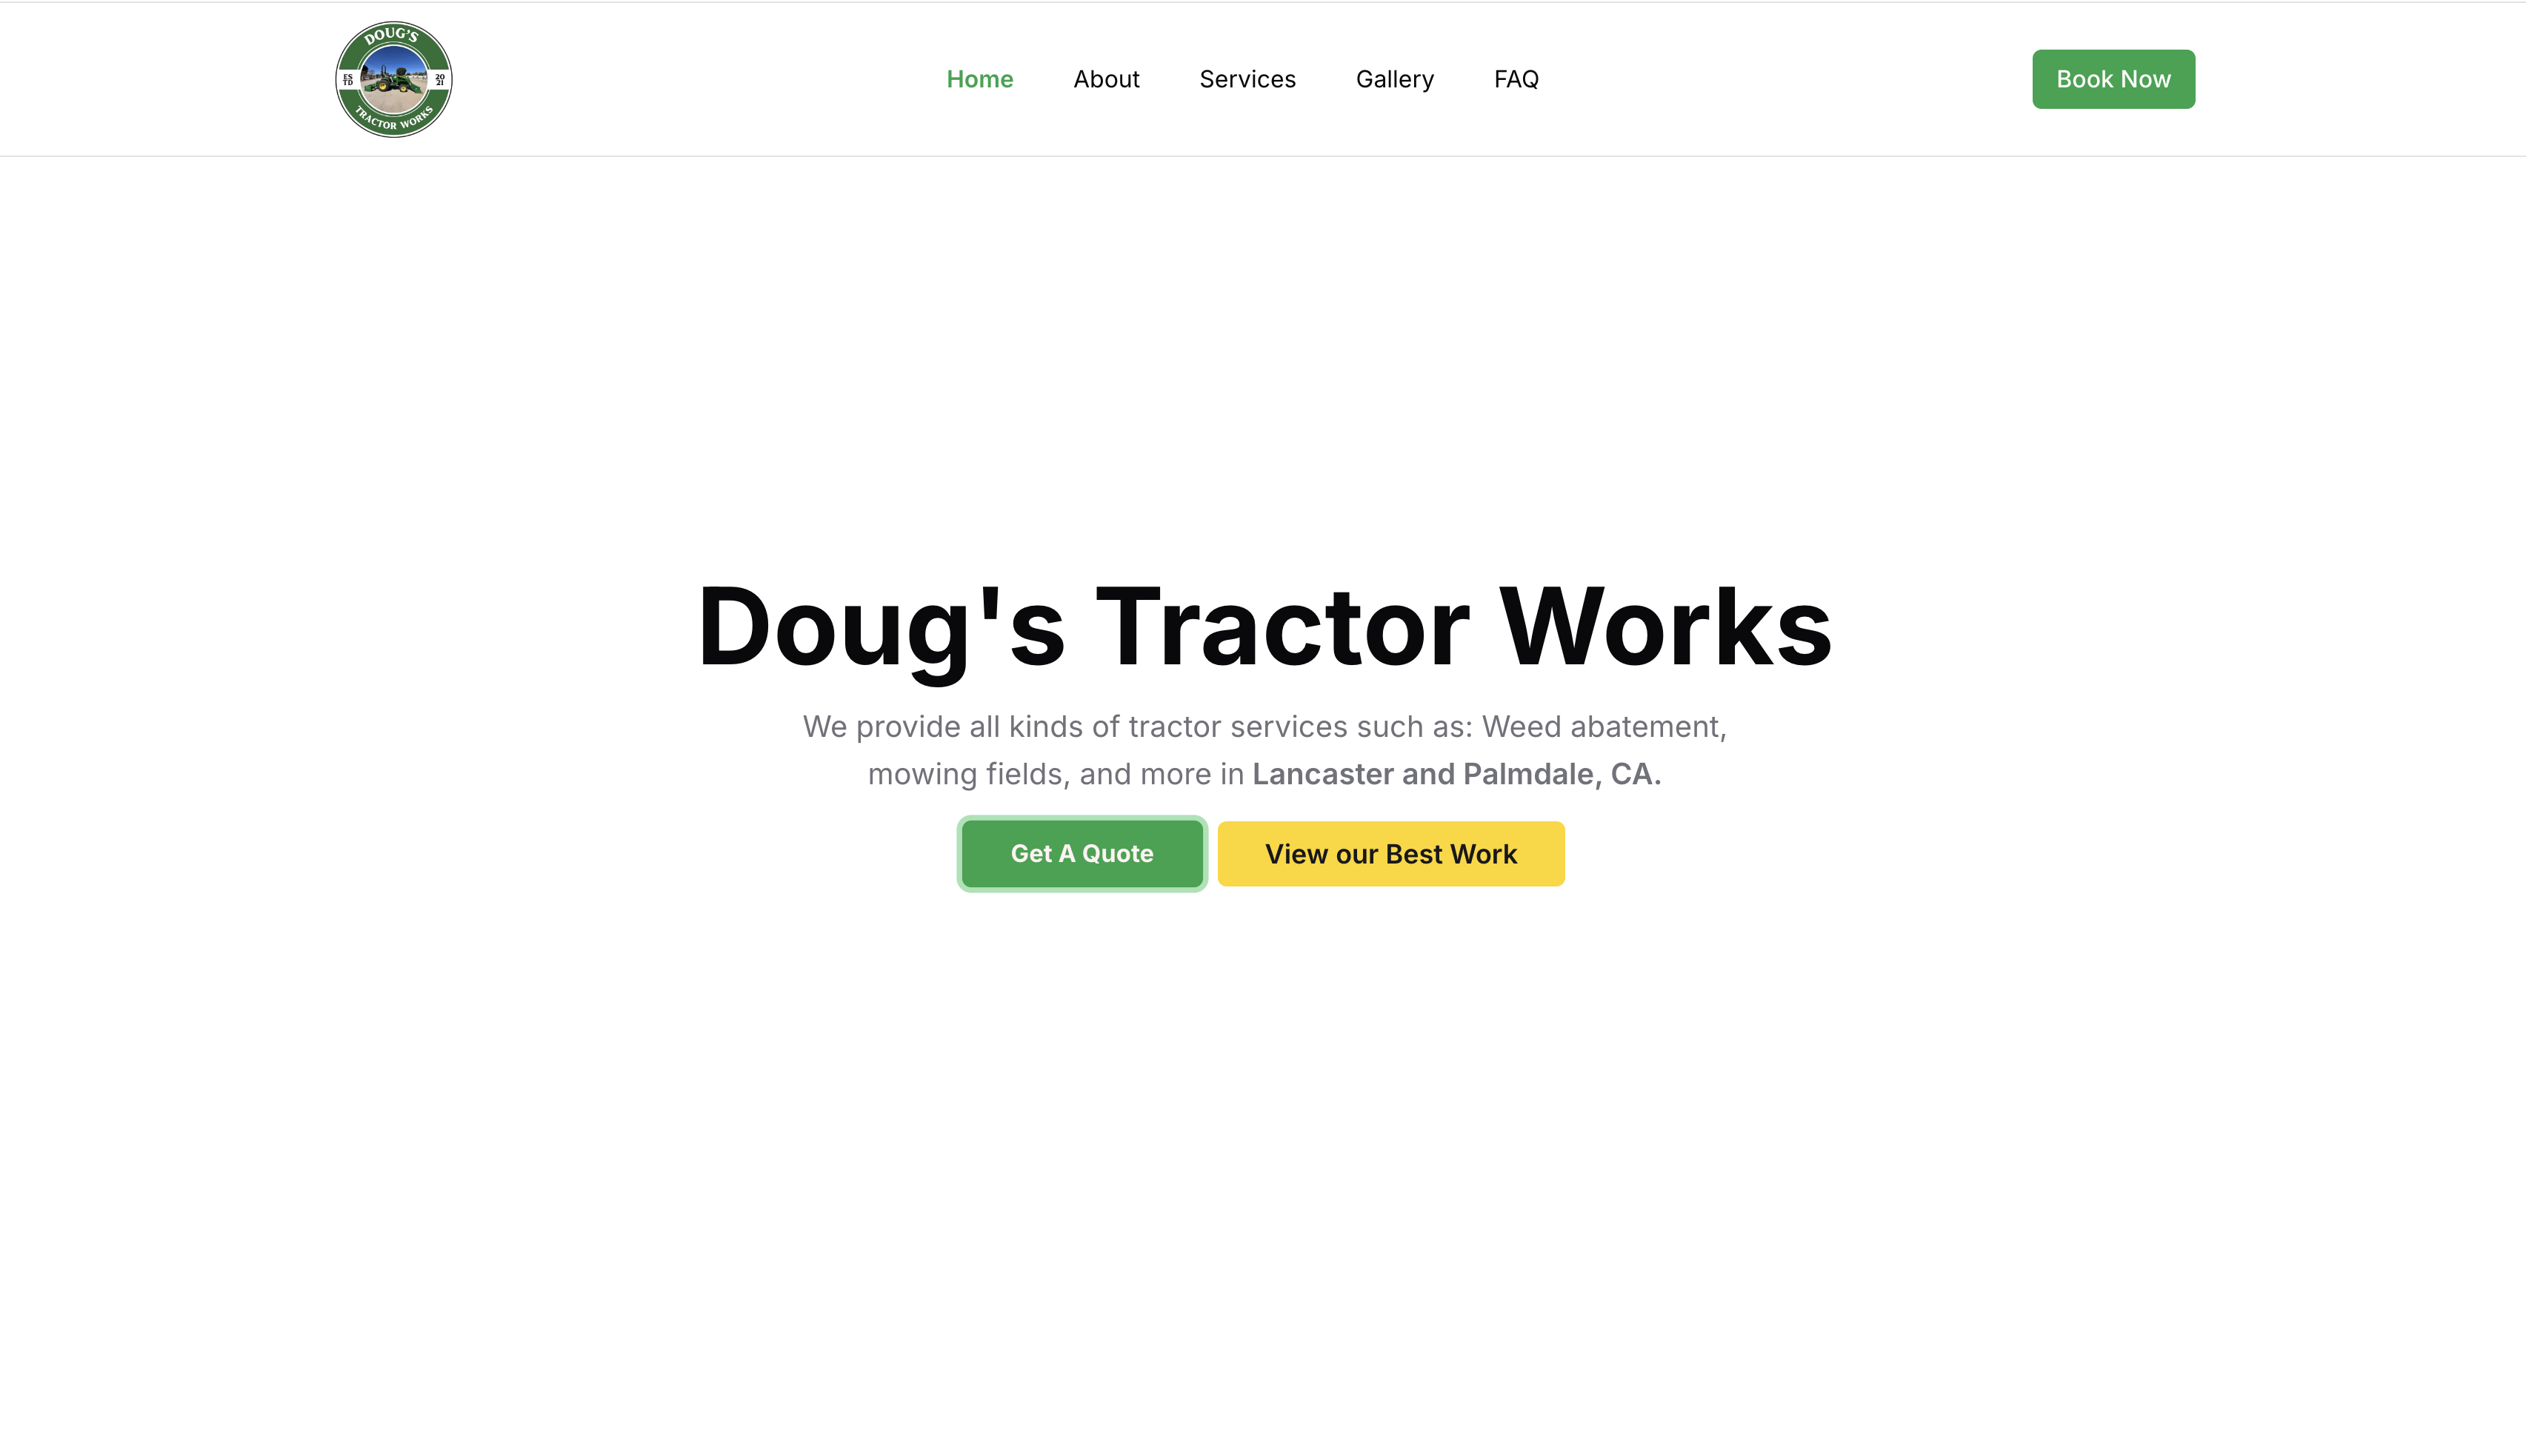 DOUG'S
ES
TD
20
21
TRACTOR WORKS
Home
About
Services
Gallery
FAQ
Book Now
Doug's Tractor Works
We provide all kinds of tractor services such as: Weed abatement,
mowing fields, and more in Lancaster and Palmdale, CA.
Get A Quote
View our Best Work